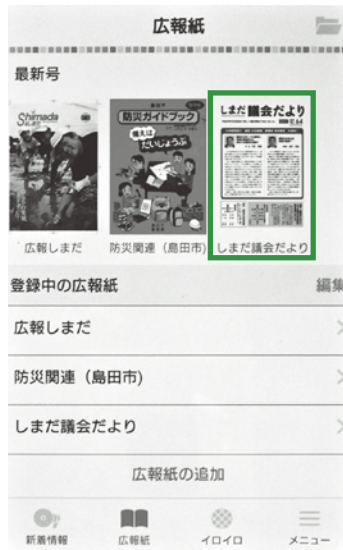 広報紙
最新号
Shimada
島田市
防災ガイドブック
備えは
だいじょうぶ
しまだ議会だより
広報しまだ
防災関連（島田市)
しまだ議会だより
登録中の広報紙
編集
広報しまだ
防災関連（島田市)
しまだ議会だより
広報紙の追加
新着情報
広報紙
イロイロ
メニュー